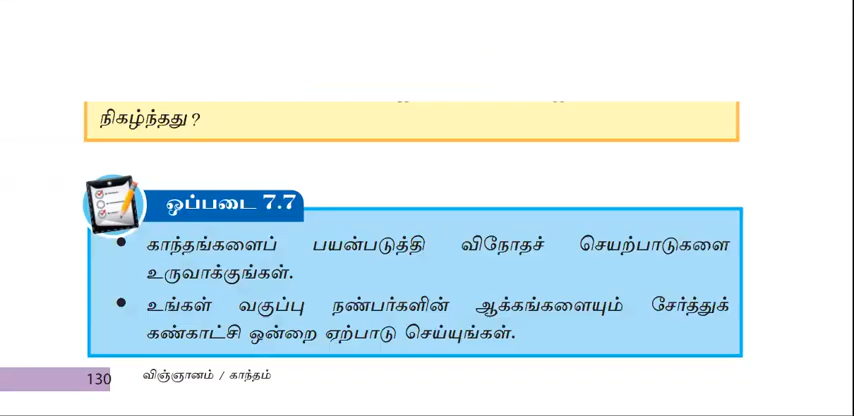 நிகழ்ந்தது?
ஒப்படை 7.7
• காந்தங்களைப் பயன்படுத்தி விநோதச் செயற்பாடுகளை
உருவாக்குங்கள்.
• உங்கள் வகுப்பு நண்பர்களின் ஆக்கங்களையும் சேர்த்துக்
கண்காட்சி ஒன்றை ஏற்பாடு செய்யுங்கள்.
130 விஞ்ஞானம் / காந்தம்